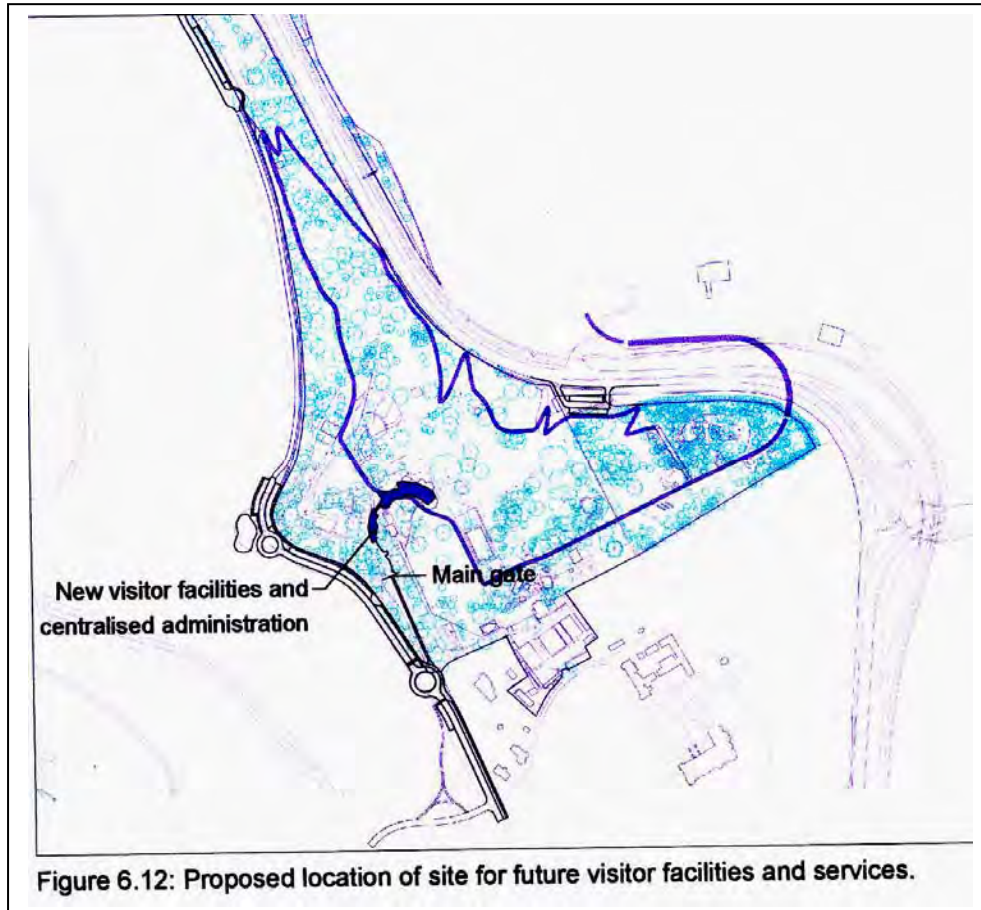 New visitor facilities and
centralised administration
Main gate
Figure 6.12: Proposed location of site for future visitor facilities and services.